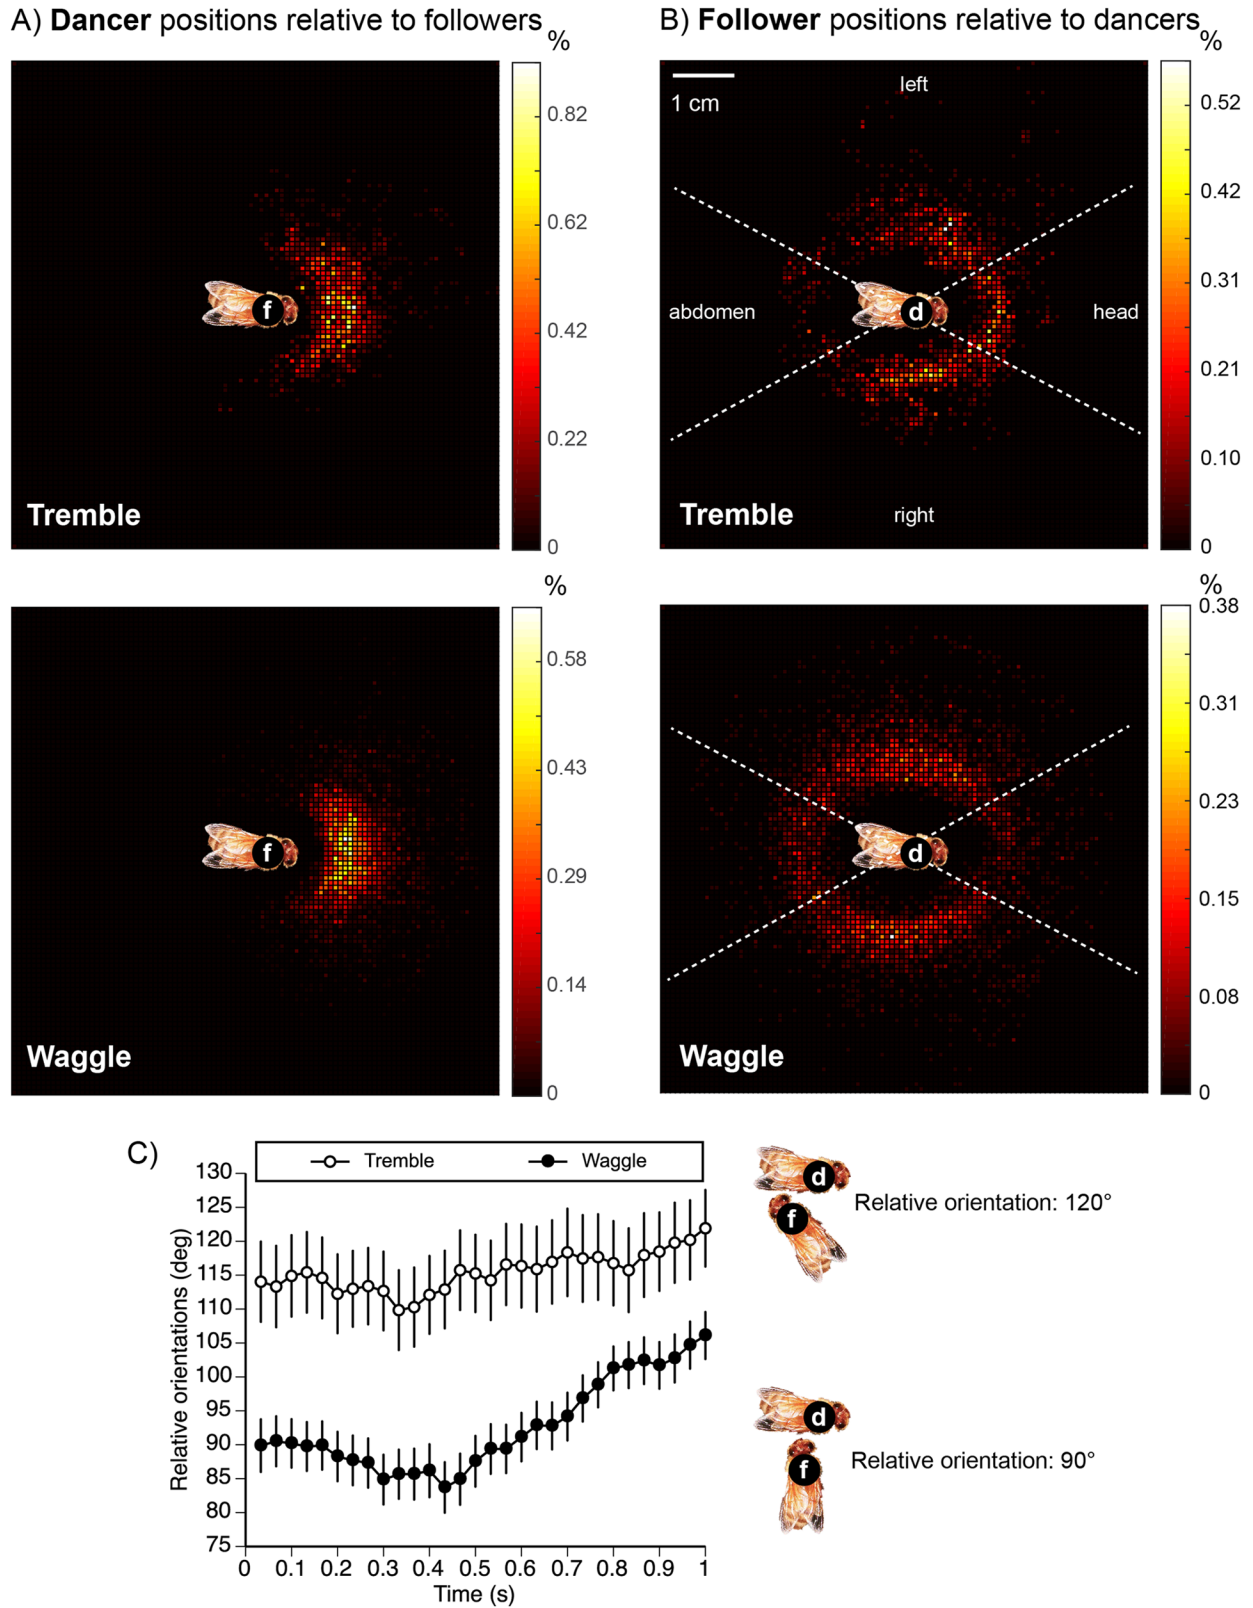 A) Dancer positions relative to followers
%
f
Tremble
0.82
0.62
0.42
0.22
0
B) Follower positions relative to dancers
%
1 cm
left
abdomen
d
head
right
Tremble
0.52
0.42
0.31
0.21
0.10
0
%
f
Waggle
0.58
0.43
0.29
0.14
0
%
d
Waggle
0.38
0.31
0.23
0.15
0.08
0
C)
Tremble
Waggle
Relative orientations (deg)
130
125
120
115
110
105
100
95
90
85
80
75
0 0.1 0.2 0.3 0.4 0.5 0.6 0.7 0.8 0.9 1
Time (s)
d
f
Relative orientation: 120°
d
f
Relative orientation: 90°